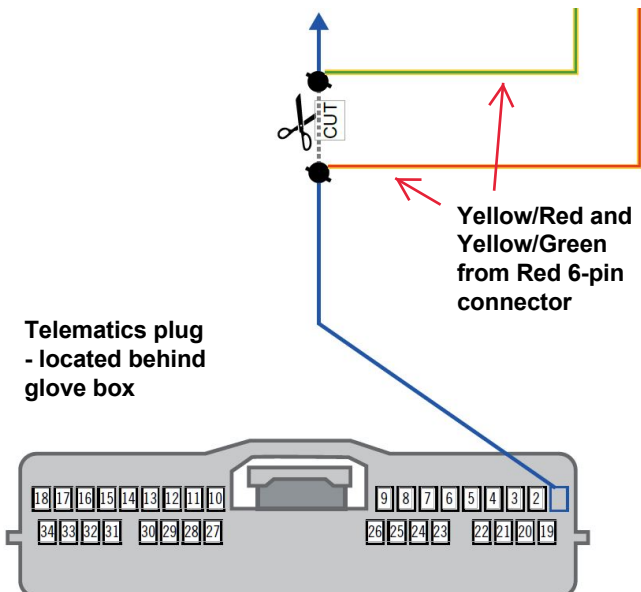 CUT
Yellow/Red and
Yellow/Green
from Red 6-pin
connector
Telematics plug
- located behind
glove box
18 17 16 15 14 13 12 11 10 9 8 7 6 5 4 3 2
34 33 32 31 30 29 28 27 26 25 24 23 22 21 20 19